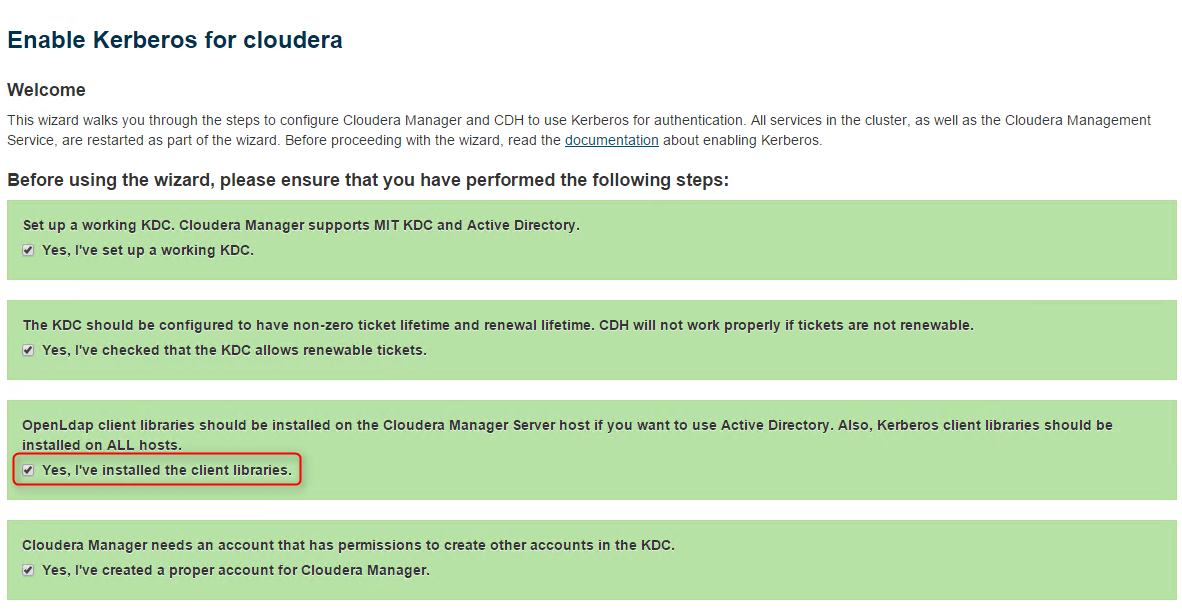 Enable Kerberos for cloudera
Welcome
This wizard walks you through the steps to configure Cloudera Manager and CDH to use Kerberos for authentication. All services in the cluster, as well as the Cloudera Management
Service, are restarted as part of the wizard. Before proceeding with the wizard, read the documentation about enabling Kerberos.
Before using the wizard, please ensure that you have performed the following steps:
Set up a working KDC. Cloudera Manager supports MIT KDC and Active Directory.
Yes, I've set up a working KDC.
The KDC should be configured to have non-zero ticket lifetime and renewal lifetime. CDH will not work properly if tickets are not renewable.
Yes, I've checked that the KDC allows renewable tickets.
OpenLdap client libraries should be installed on the Cloudera Manager Server host if you want to use Active Directory. Also, Kerberos client libraries should be
installed on ALL hosts.
Yes, I've installed the client libraries.
Cloudera Manager needs an account that has permissions to create other accounts in the KDC.
Yes, I've created a proper account for Cloudera Manager.